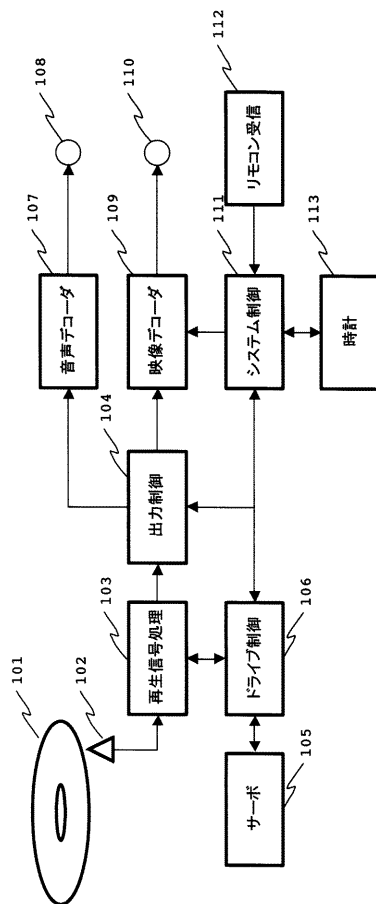 101
102
103
再生信号処理
104
出力制御
105
サーボ
106
ドライブ制御
107
音声デコーダ
108
109
映像デコーダ
110
111
システム制御
112
リモコン受信
113
時計